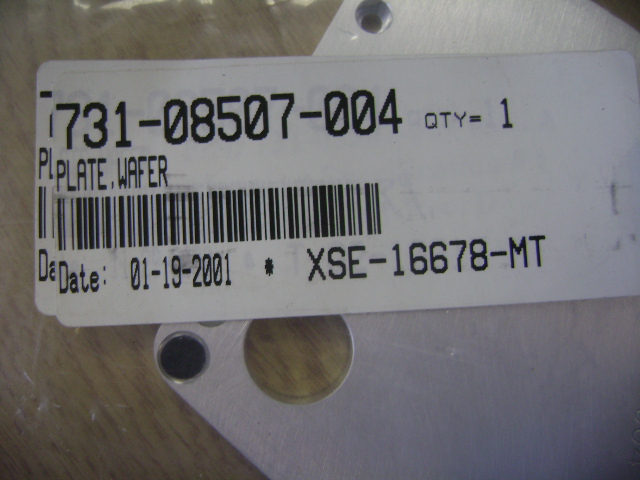 731-08507-004 QTY= 1
PLATE,WAFER
Date: 01-19-2001 * XSE-16678-MT